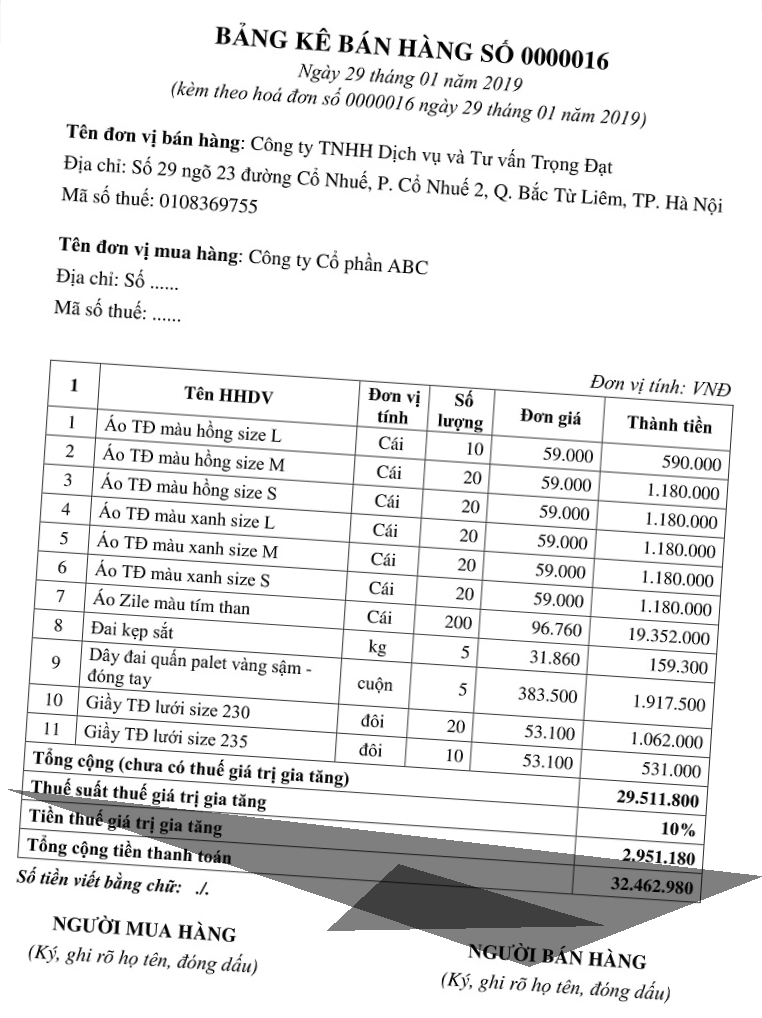 BẢNG KÊ BÁN HÀNG SỐ 0000016
Ngày 29 tháng 01 năm 2019
(kèm theo hoá đơn số 0000016 ngày 29 tháng 01 năm 2019)
Tên đơn vị bán hàng: Công ty TNHH Dịch vụ và Tư vấn Trọng Đạt
Địa chỉ: Số 29 ngõ 23 đường Cổ Nhuế, P. Cổ Nhuế 2, Q. Bắc Từ Liêm, TP. Hà Nội
Mã số thuế: 0108369755
Tên đơn vị mua hàng: Công ty Cổ phần ABC
Địa chỉ: Số ......
Mã số thuế: ......
Đơn vị tính: VNĐ
1 Tên HHDV Đơn vị tính Số lượng Đơn giá Thành tiền
1 Áo TĐ màu hồng size L Cái 10 59.000 590.000
2 Áo TĐ màu hồng size M Cái 20 59.000 1.180.000
3 Áo TĐ màu hồng size S Cái 20 59.000 1.180.000
4 Áo TĐ màu xanh size L Cái 20 59.000 1.180.000
5 Áo TĐ màu xanh size M Cái 20 59.000 1.180.000
6 Áo TĐ màu xanh size S Cái 20 59.000 1.180.000
7 Áo Zile màu tím than Cái 200 96.760 19.352.000
8 Đai kẹp sắt kg 5 31.860 159.300
9 Dây đai quấn palet vàng sậm - đóng tay cuộn 5 383.500 1.917.500
10 Giầy TĐ lưới size 230 đôi 20 53.100 1.062.000
11 Giầy TĐ lưới size 235 đôi 10 53.100 531.000
Tổng cộng (chưa có thuế giá trị gia tăng) 29.511.800
Thuế suất thuế giá trị gia tăng 10%
Tiền thuế giá trị gia tăng 2.951.180
Tổng cộng tiền thanh toán 32.462.980
Số tiền viết bằng chữ: ./.
NGƯỜI MUA HÀNG
(Ký, ghi rõ họ tên, đóng dấu)
NGƯỜI BÁN HÀNG
(Ký, ghi rõ họ tên, đóng dấu)